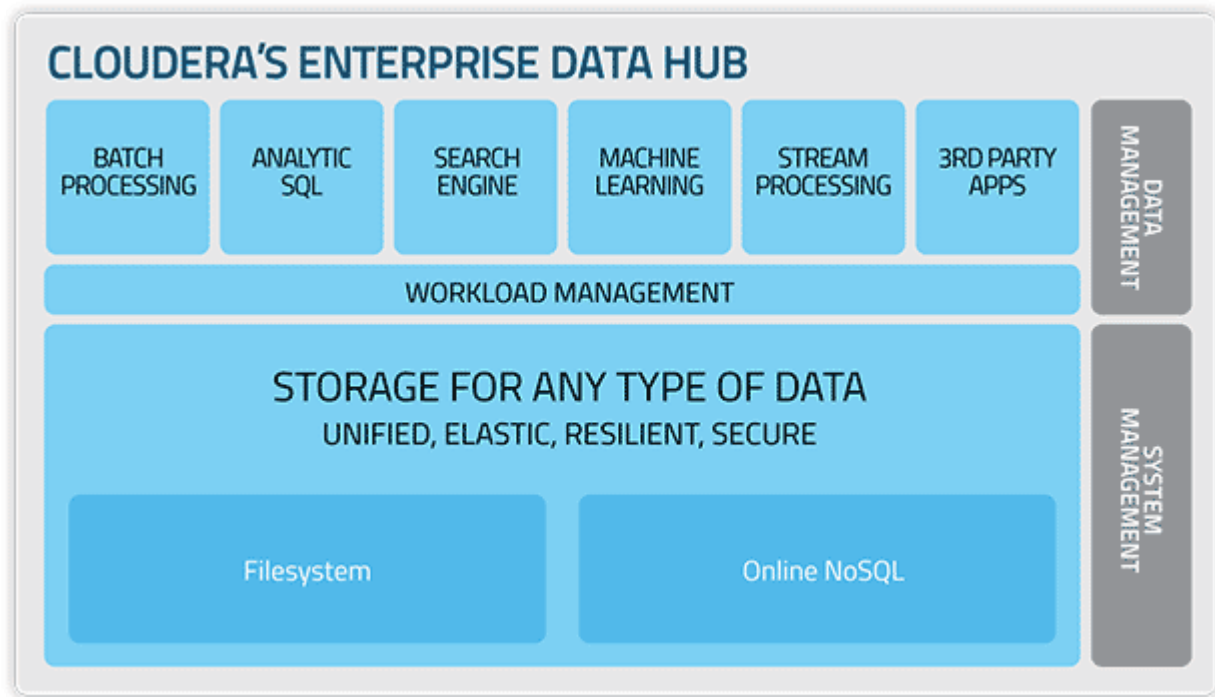 CLOUDERA'S ENTERPRISE DATA HUB
BATCH
PROCESSING
ANALYTIC
SQL
SEARCH
ENGINE
MACHINE
LEARNING
STREAM
PROCESSING
3RD PARTY
APPS
DATA
MANAGEMENT
WORKLOAD MANAGEMENT
STORAGE FOR ANY TYPE OF DATA
UNIFIED, ELASTIC, RESILIENT, SECURE
Filesystem
Online NoSQL
SYSTEM
MANAGEMENT